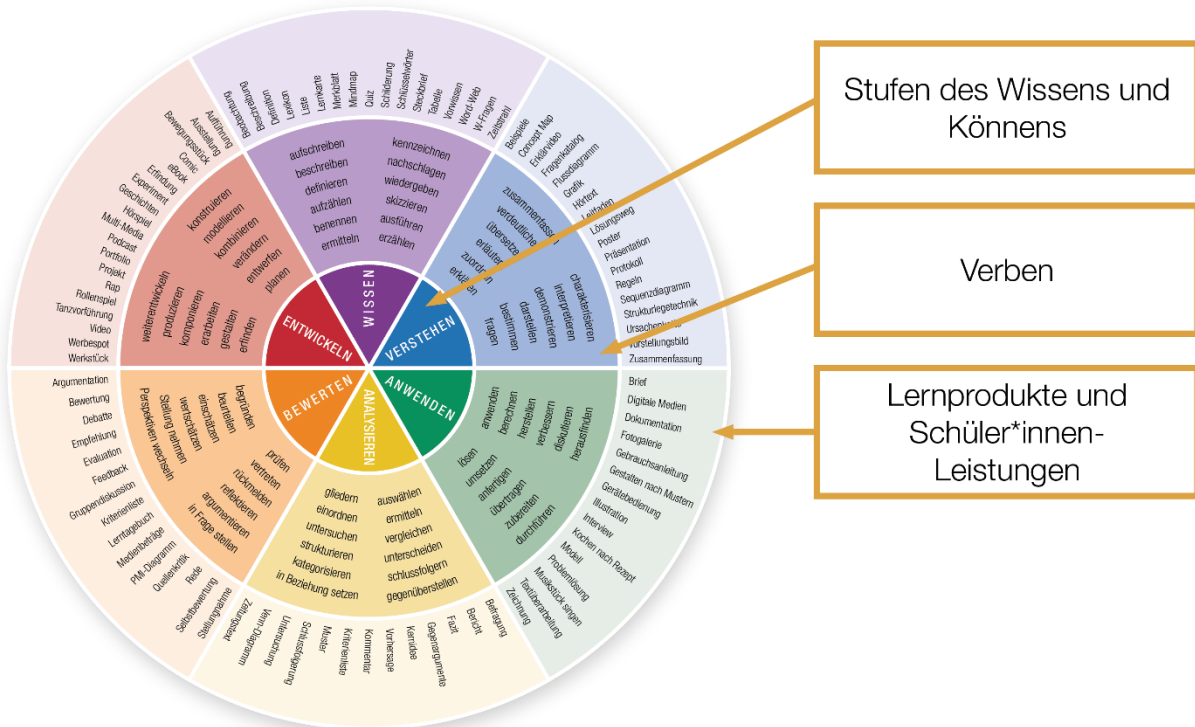 Stufen des Wissens und
Könnens
Verben
Lernprodukte und
Schüler*innen-
Leistungen
WISSEN
aufschreiben
beschreiben
definieren
aufzählen
benennen
ermitteln
kennzeichnen
nachschlagen
wiedergeben
skizzieren
ausführen
erzählen
Beobachtung
Beschreibung
Definition
Lexikon
Liste
Lernkarte
Merkblatt
Mindmap
Quiz
Schilderung
Schlüsselwörter
Steckbrief
Tabelle
Vorwissen
Word-Web
W-Fragen
Zeitstrahl
VERSTEHEN
zusammenfassung
verdeutliche
übersetze
erläuter
zuordnen
erklären
charakterisieren
interpretieren
demonstrieren
darstellen
bestimmen
fragen
Beispiele
Concept Map
Erklärvideo
Fragenkatalog
Flussdiagramm
Grafik
Hörtext
Leitfaden
Lösungsweg
Poster
Präsentation
Protokoll
Regeln
Sequenzdiagramm
Strukturlegetechnik
Vorstellungsbild
Zusammenfassung
ANWENDEN
anwenden
berechnen
herstellen
verbessern
diskutieren
herausfinden
lösen
umsetzen
anfertigen
übertragen
zubereiten
durchführen
Brief
Digitale Medien
Dokumentation
Fotogalerie
Gebrauchsanleitung
Gestalten nach Mustern
Gerätebedienung
Illustration
Interview
Kochen nach Rezept
Modell
Problemlösung
Musikstück singen
Textüberarbeitung
Zeichnung
ANALYSIEREN
gliedern
einordnen
untersuchen
strukturieren
kategorisieren
in Beziehung setzen
auswählen
ermitteln
vergleichen
unterscheiden
schlussfolgern
gegenüberstellen
Befragung
Bericht
Fazit
Gegenargumente
Kernidee
Vorhersage
Kommentar
Kriterienliste
Muster
Schlussfolgerung
Untersuchung
Venn-Diagramm
Zeitungstext
BEWERTEN
begründen
beurteilen
einschätzen
wertschätzen
Stellung nehmen
Perspektiven wechseln
prüfen
vertreten
rückmelden
reflektieren
argumentieren
in Frage stellen
Argumentation
Bewertung
Debatte
Empfehlung
Evaluation
Feedback
Gruppendiskussion
Kriterienliste
Lerntagebuch
Medienbeträge
PMI-Diagramm
Quellenkritik
Rede
Selbstbewertung
Stellungnahme
ENTWICKELN
konstruieren
modellieren
kombinieren
verändern
entwerfen
planen
weiterentwickeln
produzieren
komponieren
erarbeiten
gestalten
erfinden
Aufführung
Ausstellung
Bewegungsstück
Comic
eBook
Erfindung
Experiment
Geschichten
Hörspiel
Multi-Media
Podcast
Portfolio
Projekt
Rap
Rollenspiel
Tanzvorführung
Video
Werbespot
Werkstück